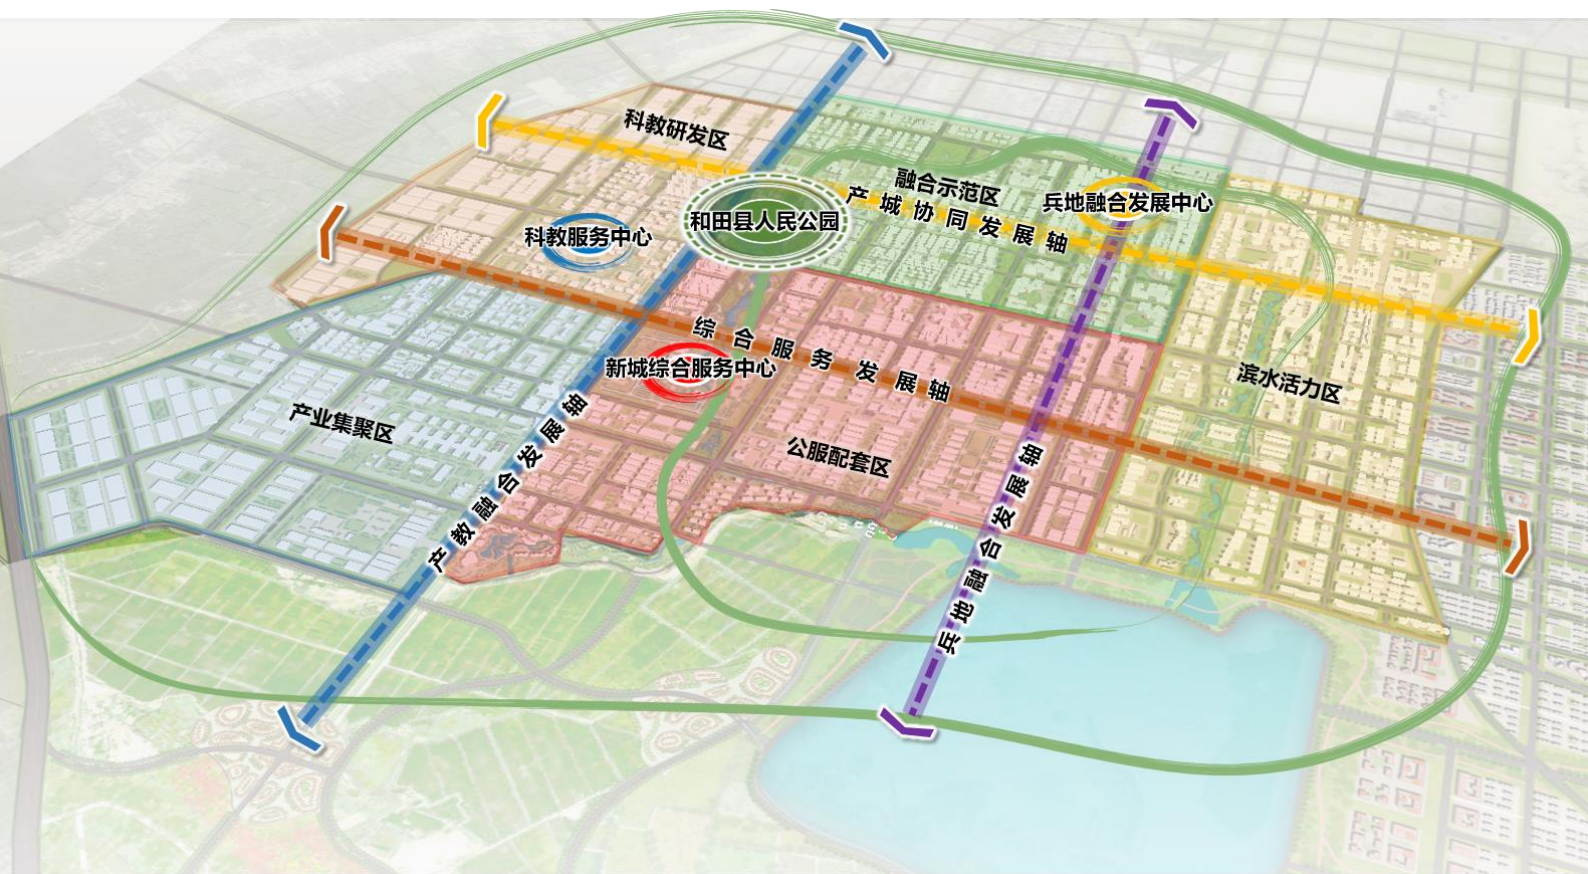 科教研发区
融合示范区
兵地融合发展中心
产城协同发展轴
和田县人民公园
科教服务中心
综合服务发展轴
新城综合服务中心
滨水活力区
产业集聚区
公服配套区
产教融合发展轴
兵地融合发展轴